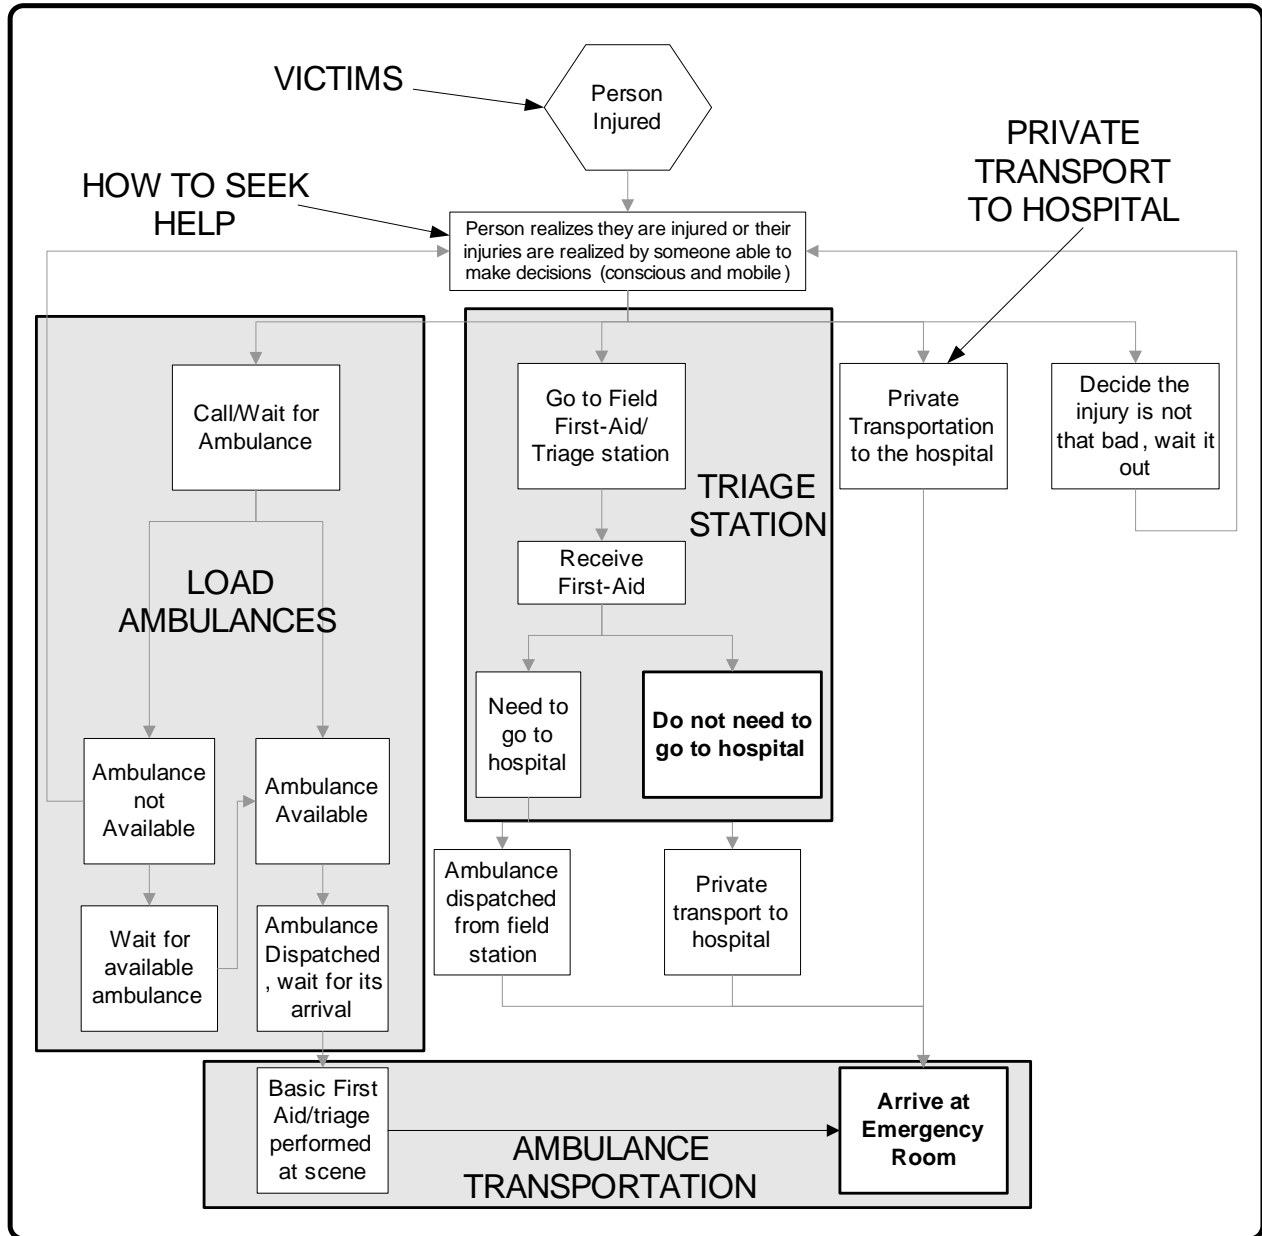 VICTIMS
Person
Injured
PRIVATE
TRANSPORT
TO HOSPITAL
HOW TO SEEK
HELP
Person realizes they are injured or their
injuries are realized by someone able to
make decisions (conscious and mobile)
Call/Wait for
Ambulance
Go to Field
First-Aid/
Triage station
Private
Transportation
to the hospital
Decide the
injury is not
that bad, wait it
out
TRIAGE
STATION
Receive
First-Aid
LOAD
AMBULANCES
Need to
go to
hospital
Do not need to
go to hospital
Ambulance
not
Available
Ambulance
Available
Ambulance
dispatched
from field
station
Private
transport to
hospital
Wait for
available
ambulance
Ambulance
Dispatched
, wait for its
arrival
Basic First
Aid/triage
performed
at scene
AMBULANCE
TRANSPORTATION
Arrive at
Emergency
Room